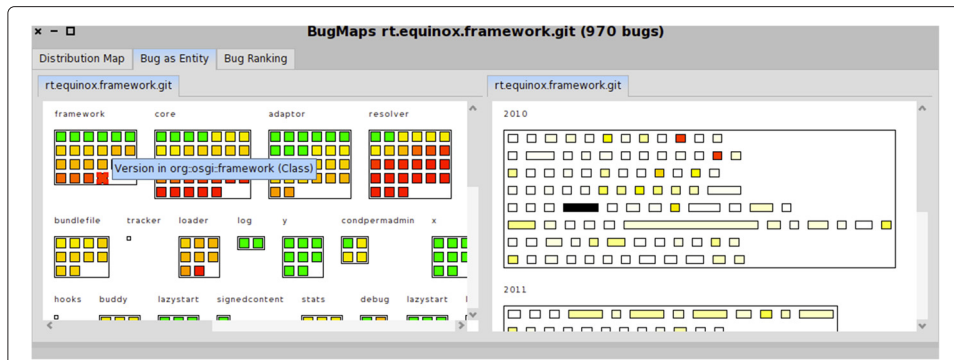 BugMaps rt.equinox.framework.git (970 bugs)
Distribution Map Bug as Entity Bug Ranking
rt.equinox.framework.git
framework core adaptor resolver
Version in org::osgi::framework (Class)
bundlefile tracker loader log y condpermadmin x
hooks buddy lazystart signedcontent stats debug lazystart
rt.equinox.framework.git
2010
2011